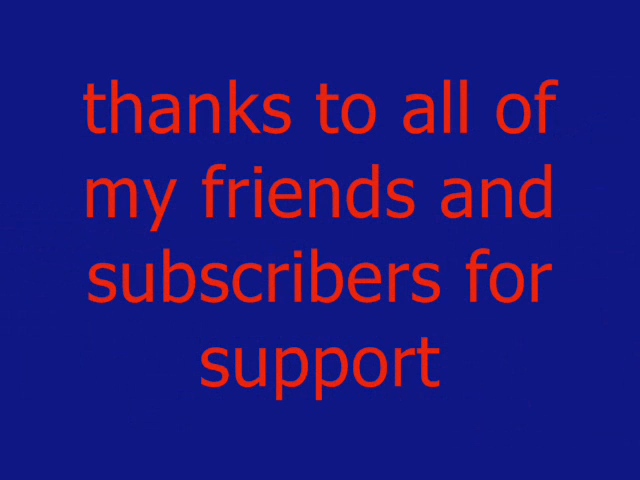 thanks to all of
my friends and
subscribers for
support